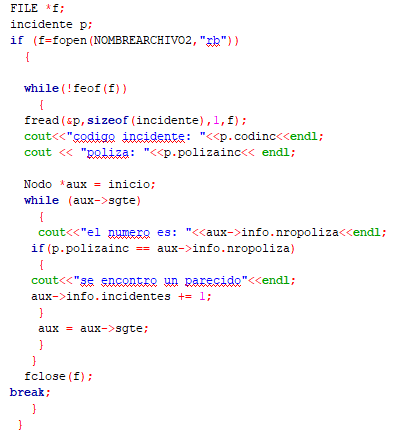 FILE *f;
incidente p;
if (f=fopen(NOMBREARCHIVO2,"rb"))
{
while(!feof(f))
{
fread(&p,sizeof(incidente),1,f);
cout<<"codigo incidente: "<<p.codinc<<endl;
cout << "poliza: "<<p.polizainc<< endl;
Nodo *aux = inicio;
while (aux->sgte)
{
cout<<"el numero es: "<<aux->info.nropoliza<<endl;
if(p.polizainc == aux->info.nropoliza)
{
cout<<"se encontro un parecido"<<endl;
aux->info.incidentes += 1;
}
aux = aux->sgte;
}
}
fclose(f);
break;
}
}